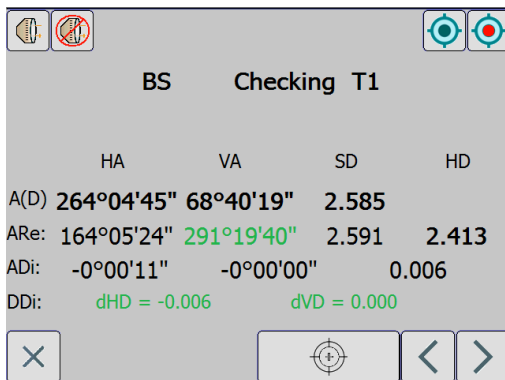 BS Checking T1
HA VA SD HD
A(D) 264°04'45" 68°40'19" 2.585
ARe: 164°05'24" 291°19'40" 2.591 2.413
ADi: -0°00'11" -0°00'00" 0.006
DDi: dHD = -0.006 dVD = 0.000